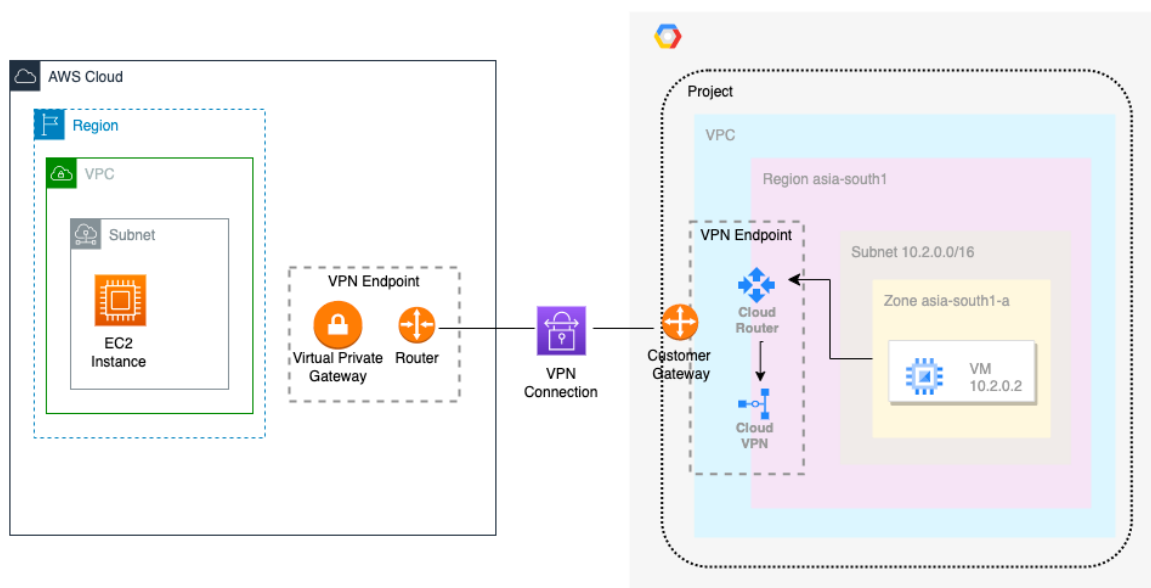 AWS Cloud
Region
VPC
Subnet
EC2
Instance
VPN Endpoint
Virtual Private
Gateway
Router
VPN
Connection
Project
VPC
Region asia-south1
VPN Endpoint
Cloud
Router
Customer
Gateway
Cloud
VPN
Subnet 10.2.0.0/16
Zone asia-south1-a
VM
10.2.0.2